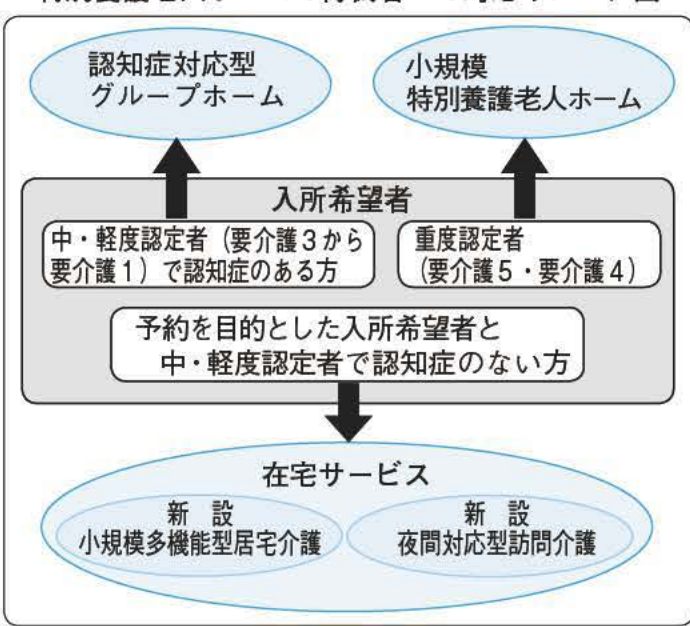 認知症対応型
グループホーム
小規模
特別養護老人ホーム
入所希望者
中・軽度認定者（要介護３から
要介護１）で認知症のある方
重度認定者
（要介護５・要介護４）
予約を目的とした入所希望者と
中・軽度認定者で認知症のない方
在宅サービス
新　設
小規模多機能型居宅介護
新　設
夜間対応型訪問介護